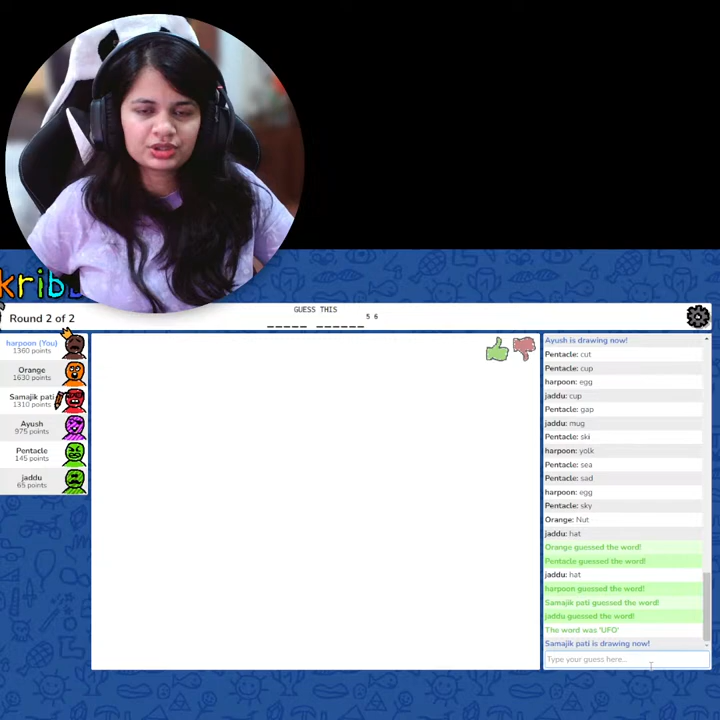 kribb
Round 2 of 2
GUESS THIS
_____ ______ 5 6
harpoon (You)
1360 points
Orange
1630 points
Samajik pati
1310 points
Ayush
975 points
Pentacle
145 points
jaddu
65 points
Ayush is drawing now!
Pentacle: cut
Pentacle: cup
harpoon: egg
jaddu: cup
Pentacle: gap
jaddu: mug
Pentacle: ski
harpoon: yolk
Pentacle: sea
Pentacle: sad
harpoon: egg
Pentacle: sky
Orange: Nut
jaddu: hat
Orange guessed the word!
Pentacle guessed the word!
jaddu: hat
harpoon guessed the word!
Samajik pati guessed the word!
jaddu guessed the word!
The word was 'UFO'
Samajik pati is drawing now!
Type your guess here...